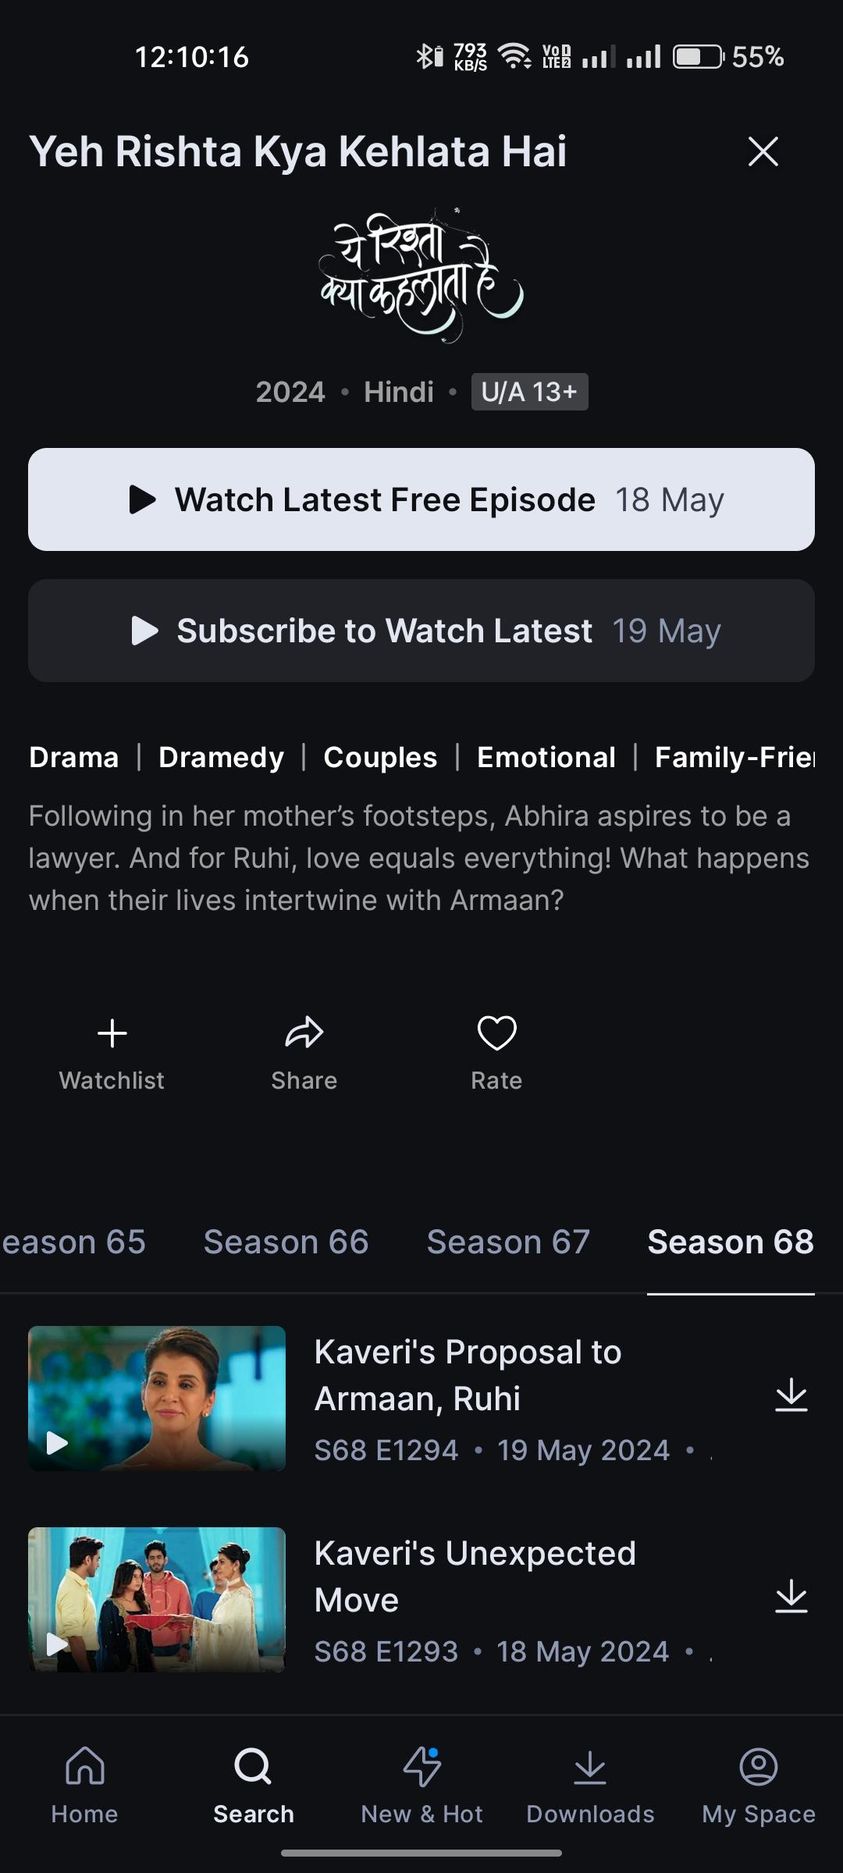 12:10:16 793 KB/S Vo LTE2 55%
Yeh Rishta Kya Kehlata Hai
ये रिश्ता
क्या कहलाता है
2024 • Hindi • U/A 13+
Watch Latest Free Episode 18 May
Subscribe to Watch Latest 19 May
Drama | Dramedy | Couples | Emotional | Family-Frie
Following in her mother’s footsteps, Abhira aspires to be a
lawyer. And for Ruhi, love equals everything! What happens
when their lives intertwine with Armaan?
Watchlist Share Rate
eason 65 Season 66 Season 67 Season 68
Kaveri's Proposal to
Armaan, Ruhi
S68 E1294 • 19 May 2024 • .
Kaveri's Unexpected
Move
S68 E1293 • 18 May 2024 • .
Home Search New & Hot Downloads My Space